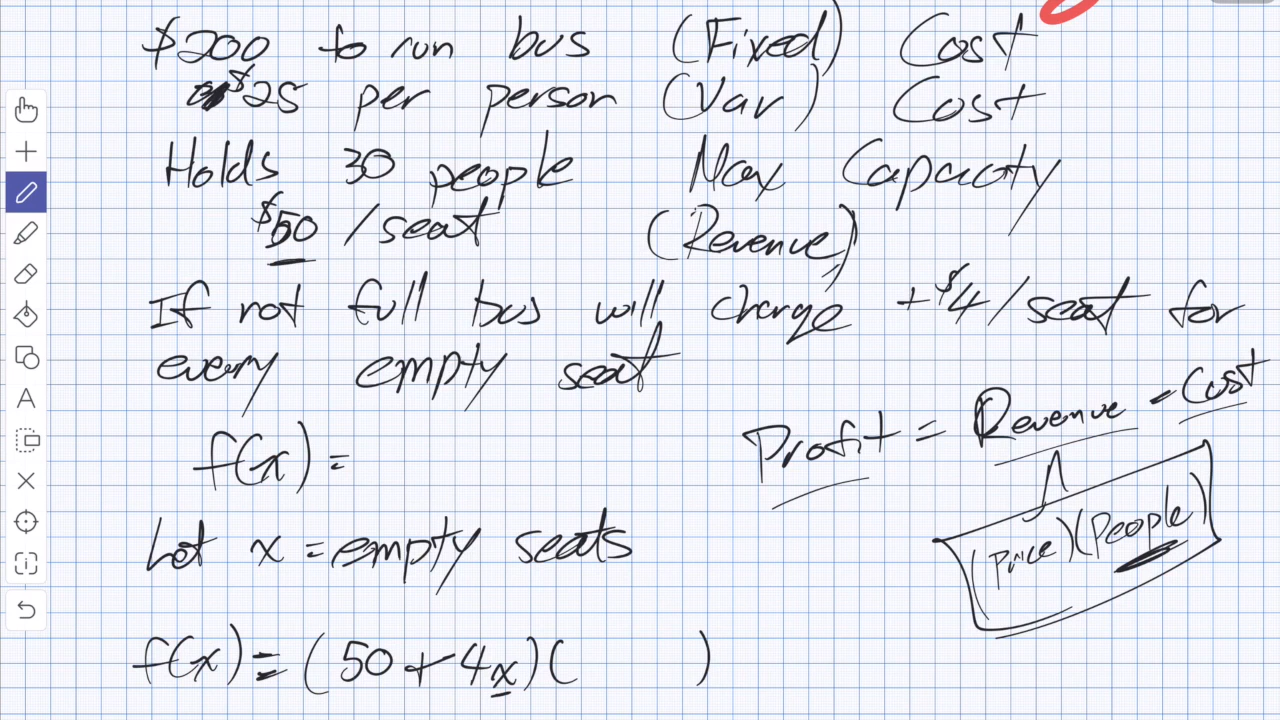 $200 to run bus (Fixed) Cost
$25 per person (Var) Cost
Holds 30 people Max Capacity
$50 /seat (Revenue)
If not full bus will charge +$4/seat for
every empty seat
Profit = Revenue - Cost
f(x) =
(Price)(People)
Let x = empty seats
f(x) = (50+4x)( )
A